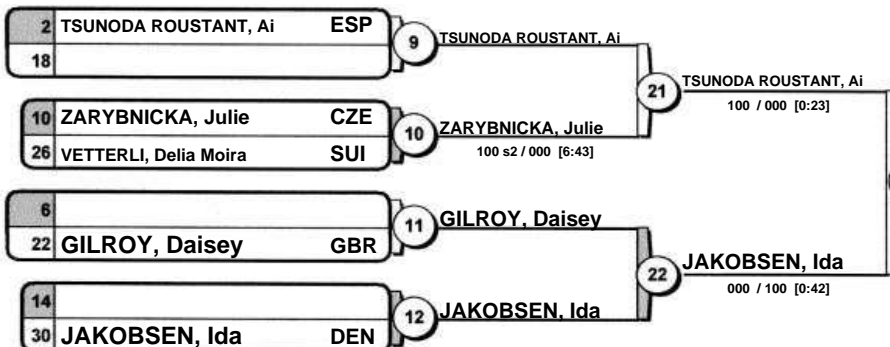 2 TSUNODA ROUSTANT, Ai ESP
18
9 TSUNODA ROUSTANT, Ai
10 ZARYBNICKA, Julie CZE
26 VETTERLI, Delia Moira SUI
10 ZARYBNICKA, Julie
100 s2 / 000 [6:43]
21 TSUNODA ROUSTANT, Ai
100 / 000 [0:23]
6
22 GILROY, Daisey GBR
11 GILROY, Daisey
14
30 JAKOBSEN, Ida DEN
12 JAKOBSEN, Ida
22 JAKOBSEN, Ida
000 / 100 [0:42]